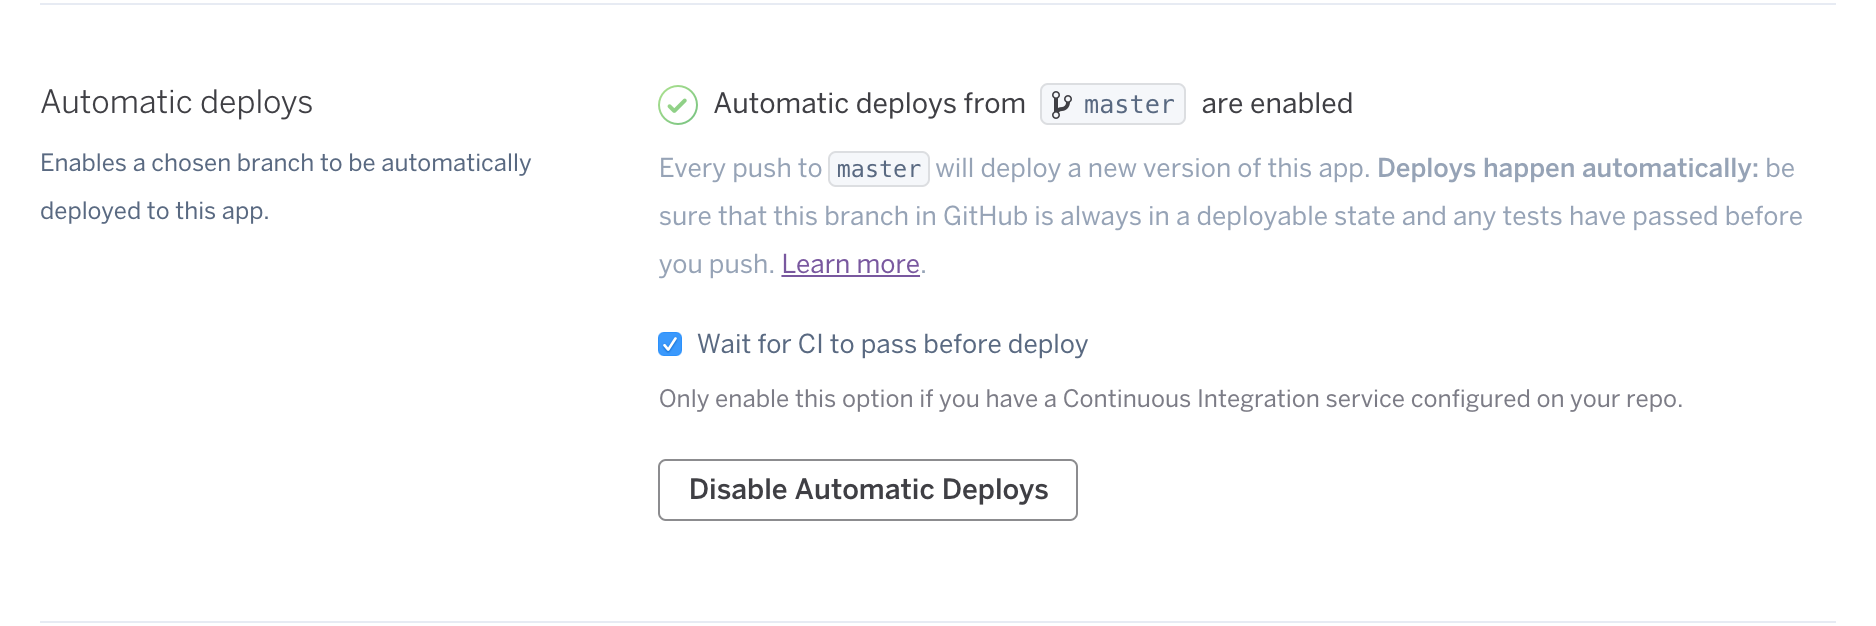 Automatic deploys
Enables a chosen branch to be automatically
deployed to this app.
Automatic deploys from master are enabled
Every push to master will deploy a new version of this app. Deploys happen automatically: be
sure that this branch in GitHub is always in a deployable state and any tests have passed before
you push. Learn more.
Wait for CI to pass before deploy
Only enable this option if you have a Continuous Integration service configured on your repo.
Disable Automatic Deploys